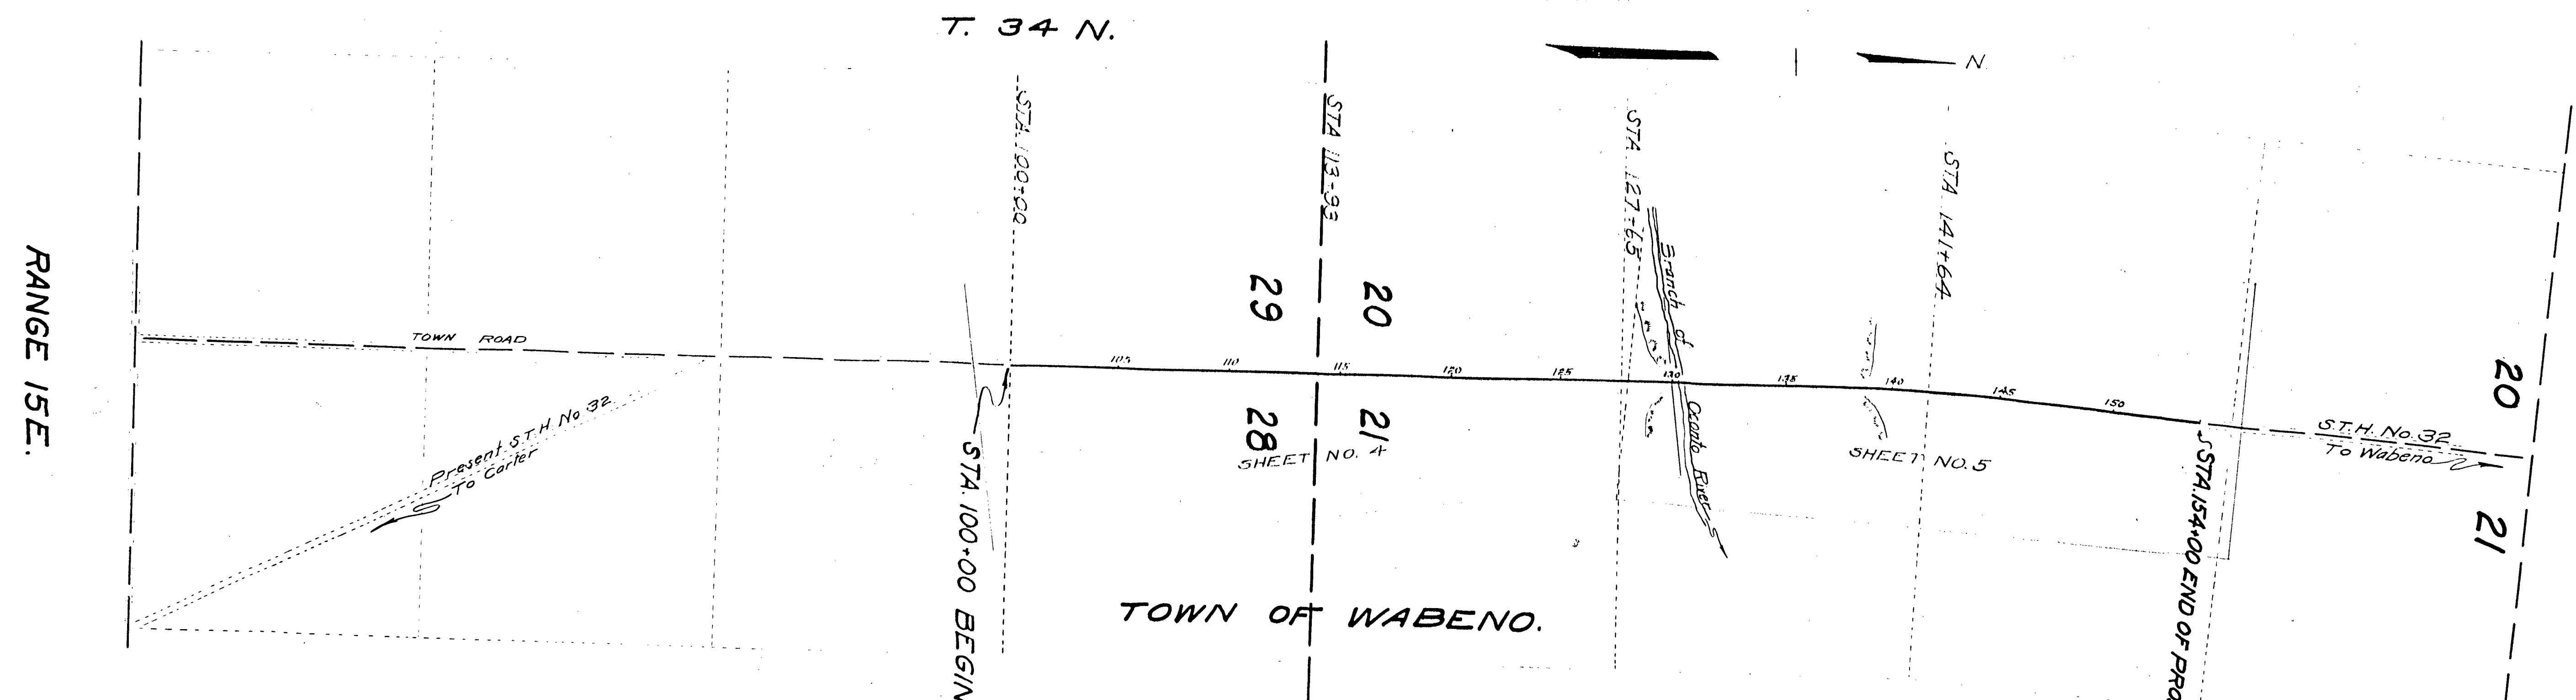 T. 34 N.
N
STA. 100+00
STA 113+93
STA. 127+65
STA. 141+64
RANGE 15E.
29
20
28
21
20
21
Branch of
Oconto River
TOWN ROAD
105
110
115
120
125
130
135
140
145
150
Present S.T.H. No 32
To Carter
SHEET NO. 4
SHEET NO. 5
S.T.H. No. 32
To Wabeno
STA. 100+00 BEGIN
STA. 154+00 END OF PRO
TOWN OF WABENO.